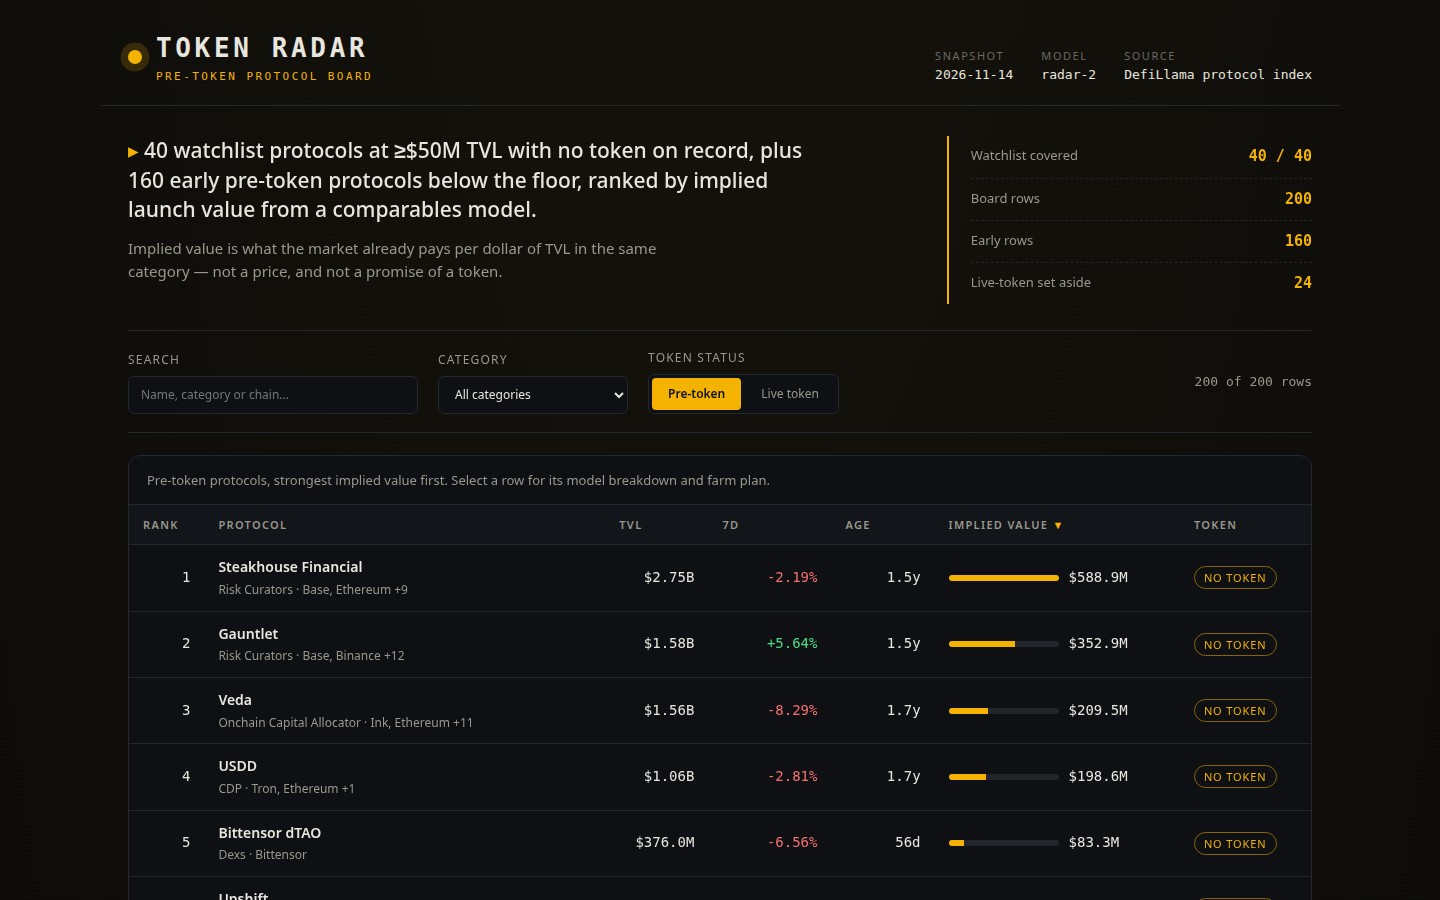 TOKEN RADAR
PRE-TOKEN PROTOCOL BOARD
SNAPSHOT MODEL SOURCE
2026-11-14 radar-2 DefiLlama protocol index
▸ 40 watchlist protocols at ≥$50M TVL with no token on record, plus
160 early pre-token protocols below the floor, ranked by implied
launch value from a comparables model.
Implied value is what the market already pays per dollar of TVL in the same
category — not a price, and not a promise of a token.
Watchlist covered 40 / 40
Board rows 200
Early rows 160
Live-token set aside 24
SEARCH CATEGORY TOKEN STATUS
Name, category or chain... All categories Pre-token Live token 200 of 200 rows
Pre-token protocols, strongest implied value first. Select a row for its model breakdown and farm plan.
RANK PROTOCOL TVL 7D AGE IMPLIED VALUE ▼ TOKEN
1 Steakhouse Financial $2.75B -2.19% 1.5y $588.9M NO TOKEN
Risk Curators · Base, Ethereum +9
2 Gauntlet $1.58B +5.64% 1.5y $352.9M NO TOKEN
Risk Curators · Base, Binance +12
3 Veda $1.56B -8.29% 1.7y $209.5M NO TOKEN
Onchain Capital Allocator · Ink, Ethereum +11
4 USDD $1.06B -2.81% 1.7y $198.6M NO TOKEN
CDP · Tron, Ethereum +1
5 Bittensor dTAO $376.0M -6.56% 56d $83.3M NO TOKEN
Dexs · Bittensor
Upshift